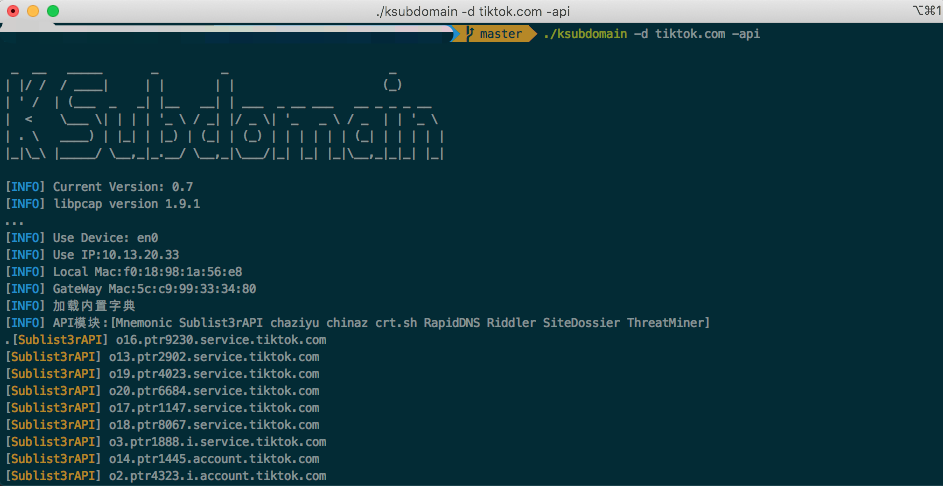 ./ksubdomain -d tiktok.com -api
⌥⌘1
master ./ksubdomain -d tiktok.com -api
KSubdomain
[INFO] Current Version: 0.7
[INFO] libpcap version 1.9.1
...
[INFO] Use Device: en0
[INFO] Use IP:10.13.20.33
[INFO] Local Mac:f0:18:98:1a:56:e8
[INFO] GateWay Mac:5c:c9:99:33:34:80
[INFO] 加载内置字典
[INFO] API模块:[Mnemonic Sublist3rAPI chaziyu chinaz crt.sh RapidDNS Riddler SiteDossier ThreatMiner]
.[Sublist3rAPI] o16.ptr9230.service.tiktok.com
[Sublist3rAPI] o13.ptr2902.service.tiktok.com
[Sublist3rAPI] o19.ptr4023.service.tiktok.com
[Sublist3rAPI] o20.ptr6684.service.tiktok.com
[Sublist3rAPI] o17.ptr1147.service.tiktok.com
[Sublist3rAPI] o18.ptr8067.service.tiktok.com
[Sublist3rAPI] o3.ptr1888.i.service.tiktok.com
[Sublist3rAPI] o14.ptr1445.account.tiktok.com
[Sublist3rAPI] o2.ptr4323.i.account.tiktok.com